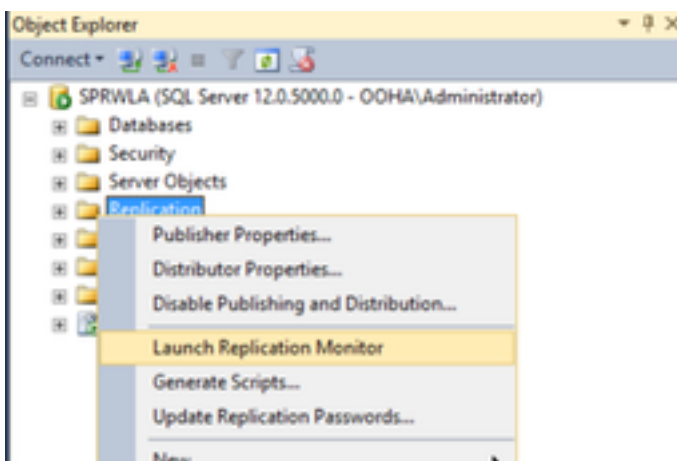 Object Explorer
Connect
SPRWLA (SQL Server 12.0.5000.0 - OOHA\Administrator)
Databases
Security
Server Objects
Replication
Publisher Properties...
Distributor Properties...
Disable Publishing and Distribution...
Launch Replication Monitor
Generate Scripts...
Update Replication Passwords...
New